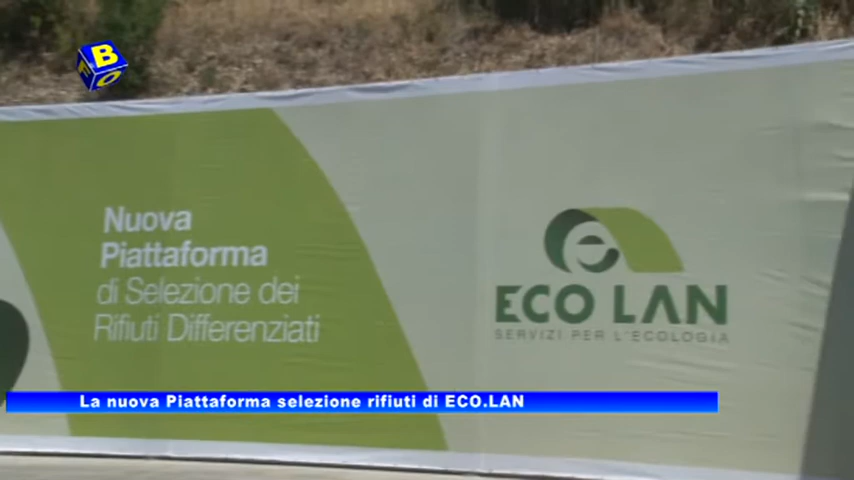 B
Nuova
Piattaforma
di Selezione dei
Rifiuti Differenziati
e
ECO LAN
SERVIZI PER L'ECOLOGIA
La nuova Piattaforma selezione rifiuti di ECO.LAN